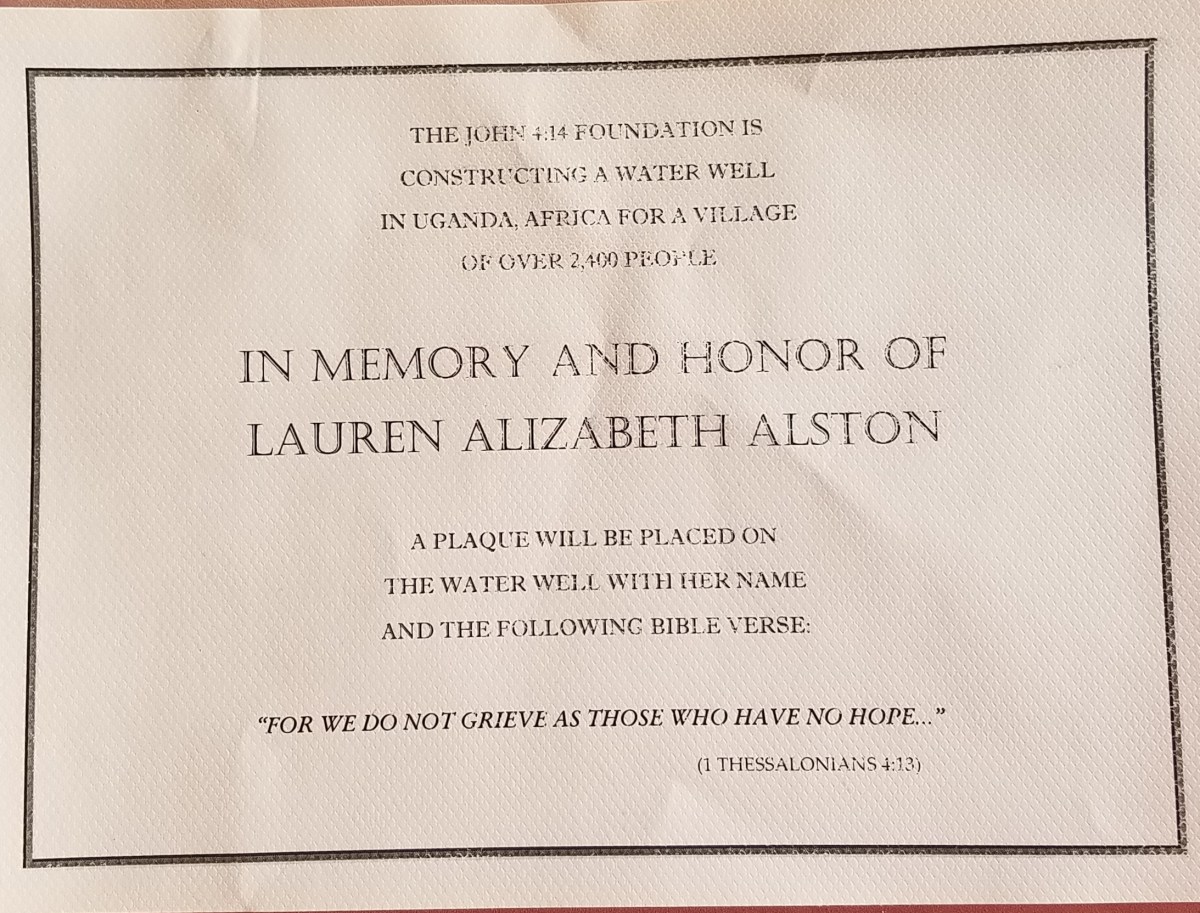 THE JOHN 4:14 FOUNDATION IS
CONSTRUCTING A WATER WELL
IN UGANDA, AFRICA FOR A VILLAGE
OF OVER 2,400 PEOPLE
IN MEMORY AND HONOR OF
LAUREN ALIZABETH ALSTON
A PLAQUE WILL BE PLACED ON
THE WATER WELL WITH HER NAME
AND THE FOLLOWING BIBLE VERSE:
“FOR WE DO NOT GRIEVE AS THOSE WHO HAVE NO HOPE...”
(1 THESSALONIANS 4:13)